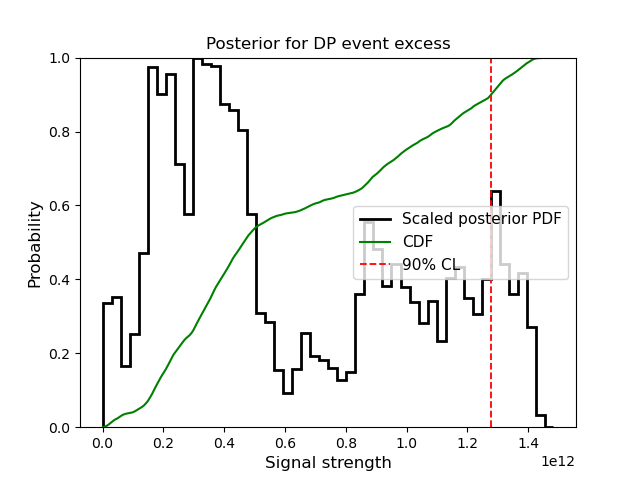 Posterior for DP event excess
Probability
1.0
0.8
0.6
0.4
0.2
0.0
Scaled posterior PDF
CDF
90% CL
0.0 0.2 0.4 0.6 0.8 1.0 1.2 1.4
1e12
Signal strength